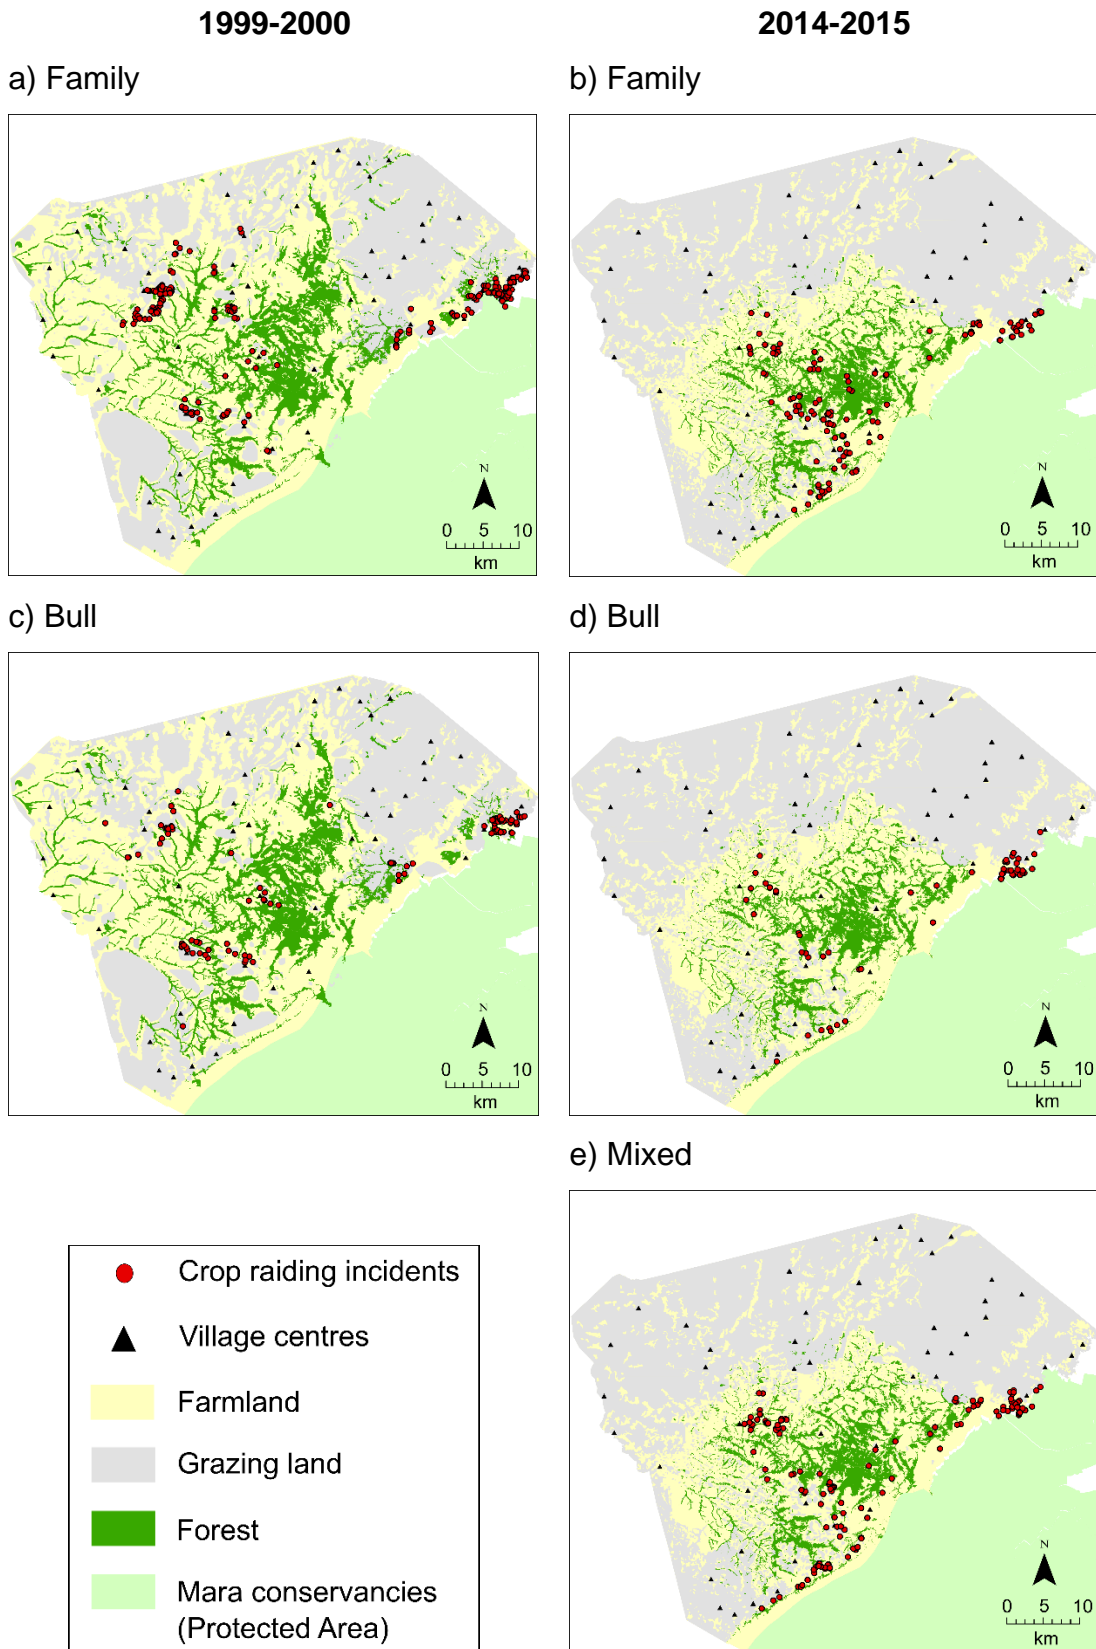 1999-2000
2014-2015
a) Family
b) Family
N
0 5 10
km
N
0 5 10
km
c) Bull
d) Bull
N
0 5 10
km
N
0 5 10
km
e) Mixed
Crop raiding incidents
Village centres
Farmland
Grazing land
Forest
Mara conservancies
(Protected Area)
N
0 5 10
km